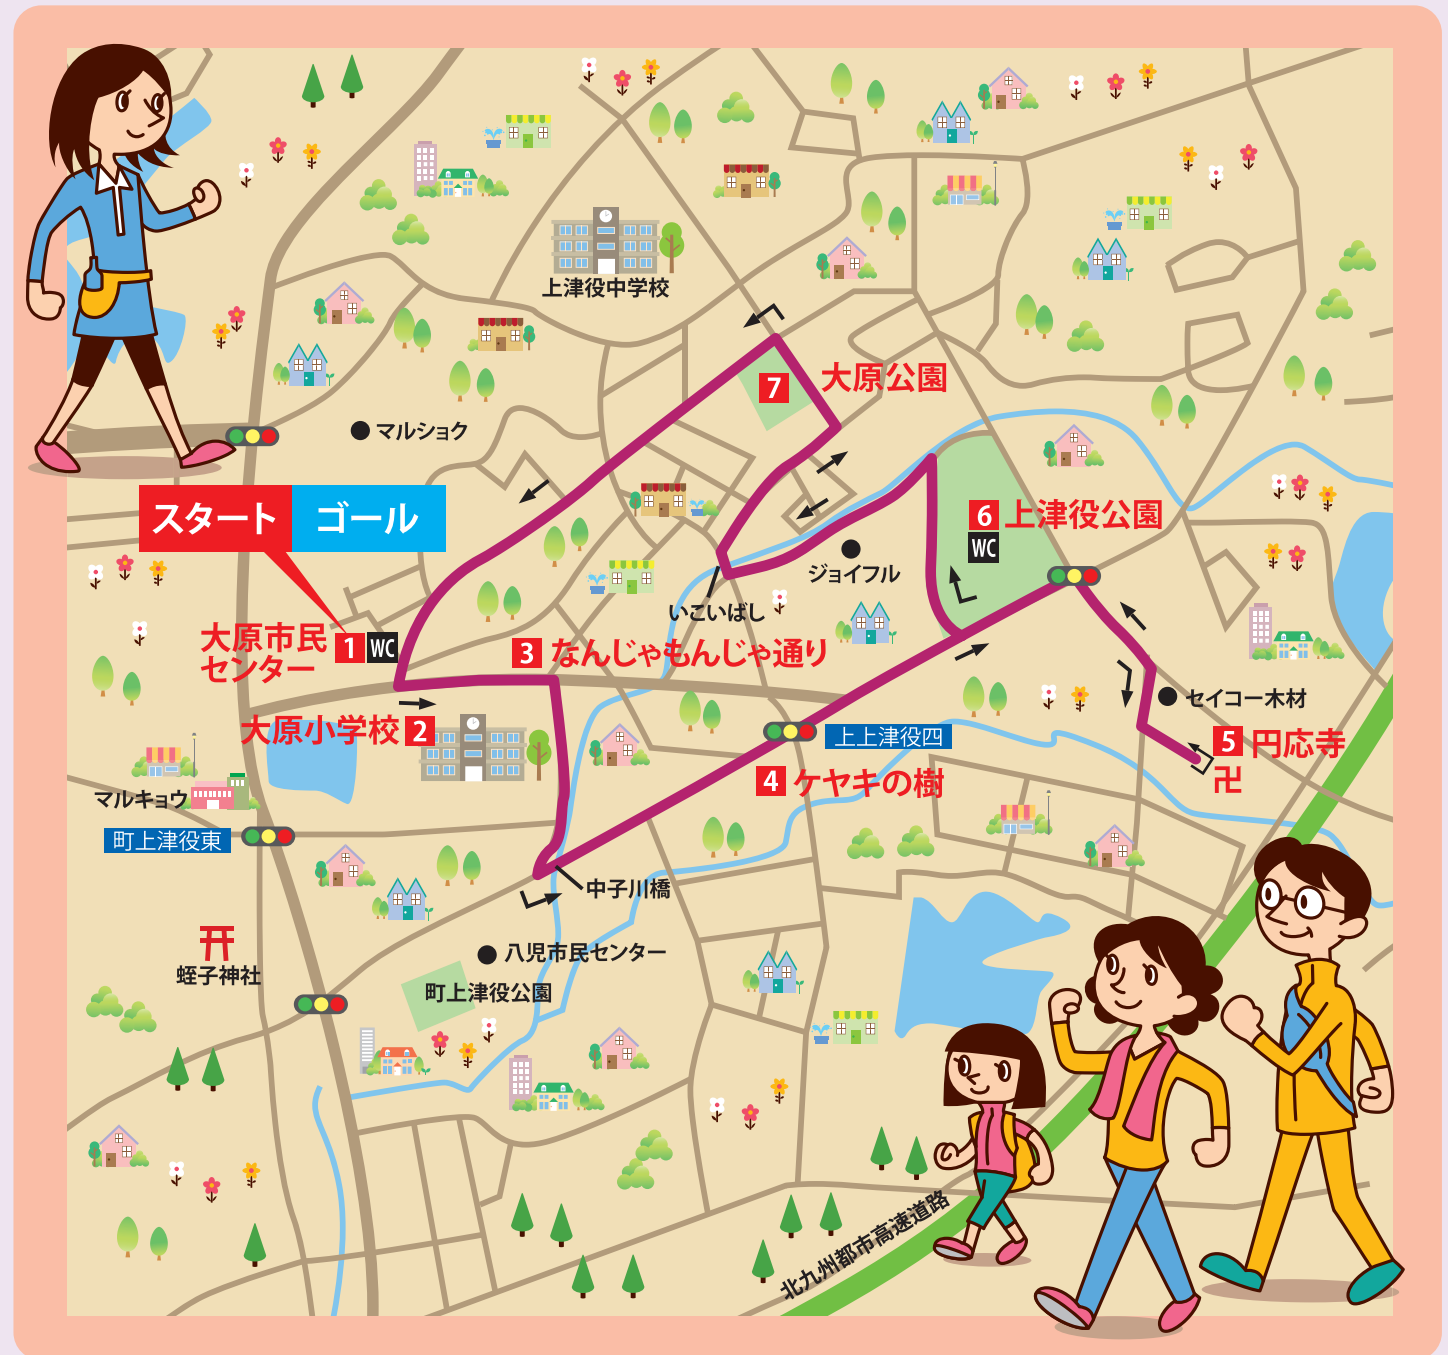 上津役中学校
7
大原公園
マルショク
スタート
ゴール
6 上津役公園
WC
ジョイフル
いこいばし
大原市民
センター
1 WC
3 なんじゃもんじゃ通り
大原小学校 2
セイコー木材
上上津役四
5 円応寺
卍
4 ケヤキの樹
マルキョウ
町上津役東
中子川橋
八児市民センター
蛭子神社
町上津役公園
北九州都市高速道路